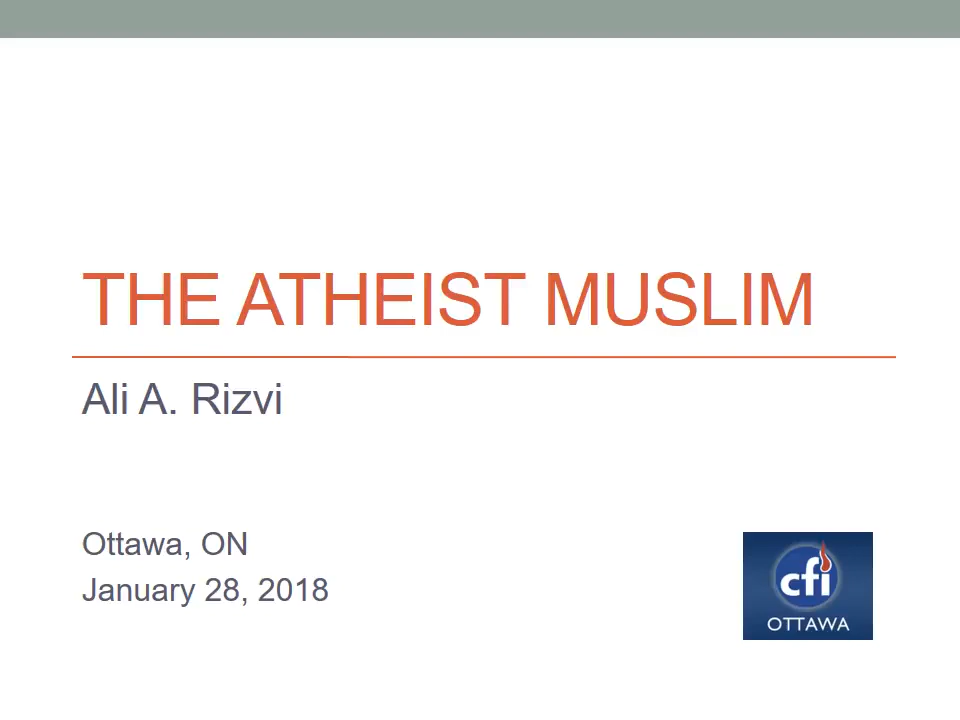 THE ATHEIST MUSLIM
Ali A. Rizvi
Ottawa, ON
January 28, 2018
cfi
OTTAWA